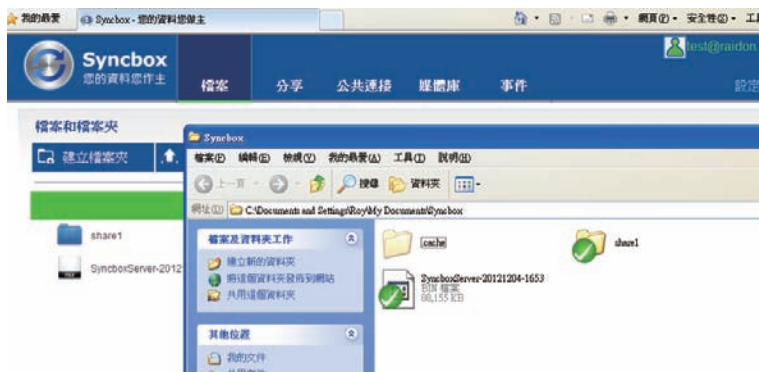 我的最愛
Syncbox - 您的資料您做主
網頁(P)
安全性(S)
Syncbox
您的資料您作主
檔案
分享
公共連接
媒體庫
事件
test@raidon.
設定
檔案和檔案夾
建立檔案夾
share1
SyncboxServer-2012
Syncbox
檔案(F) 編輯(E) 檢視(V) 我的最愛(A) 工具(T) 說明(H)
上一頁
搜尋
資料夾
網址(D)
C:\Documents and Settings\Roy\My Documents\Syncbox
檔案及資料夾工作
建立新的資料夾
將這個資料夾發佈到網站
共用這個資料夾
其他位置
我的文件
cache
share1
SyncboxServer-20121204-1653
BIN 檔案
88,155 KB